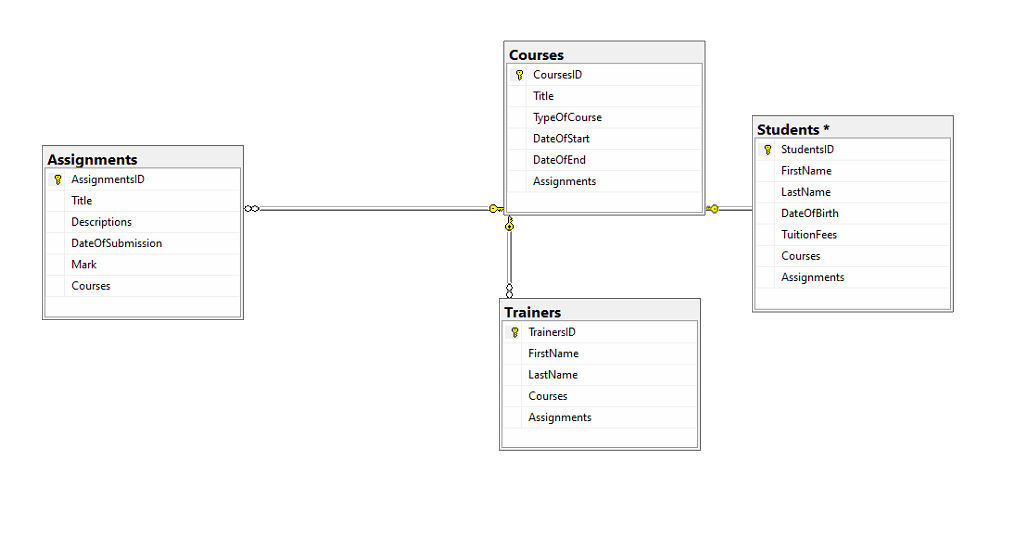 Courses
CoursesID
Title
TypeOfCourse
DateOfStart
DateOfEnd
Assignments
Students *
StudentsID
FirstName
LastName
DateOfBirth
TuitionFees
Courses
Assignments
Assignments
AssignmentsID
Title
Descriptions
DateOfSubmission
Mark
Courses
Trainers
TrainersID
FirstName
LastName
Courses
Assignments